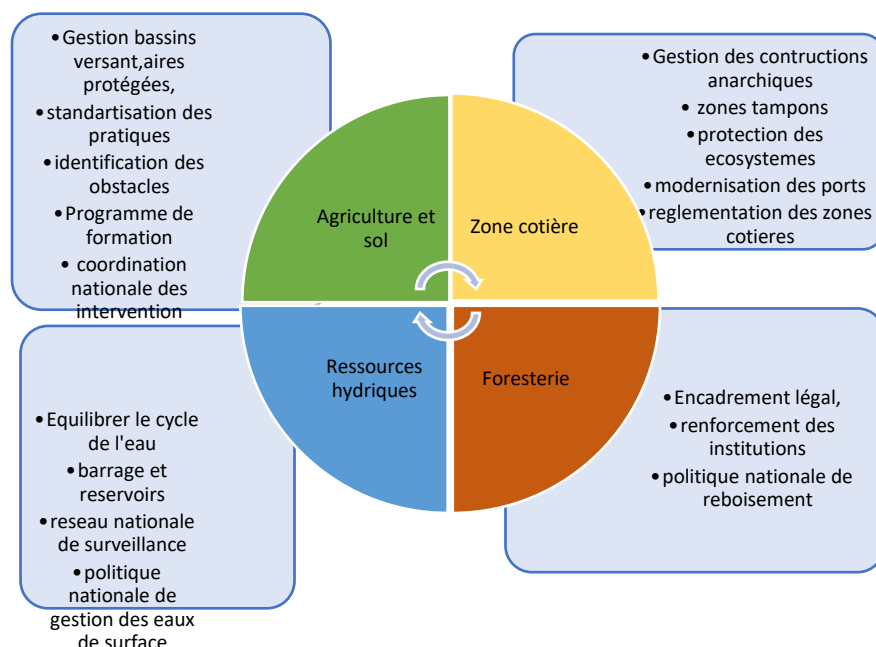 • Gestion bassins
versant,aires
protégées,
•standartisation des
pratiques
•identification des
obstacles
•Programme de
formation
• coordination
nationale des
intervention
•Gestion des contructions
anarchiques
• zones tampons
•protection des
ecosystemes
•modernisation des ports
•reglementation des zones
cotieres
Agriculture et
sol
Zone cotière
Ressources
hydriques
Foresterie
•Equilibrer le cycle
de l'eau
•barrage et
reservoirs
•reseau nationale
de surveillance
•politique
nationale de
gestion des eaux
de surface
•Encadrement légal,
•renforcement des
institutions
•politique nationale de
reboisement